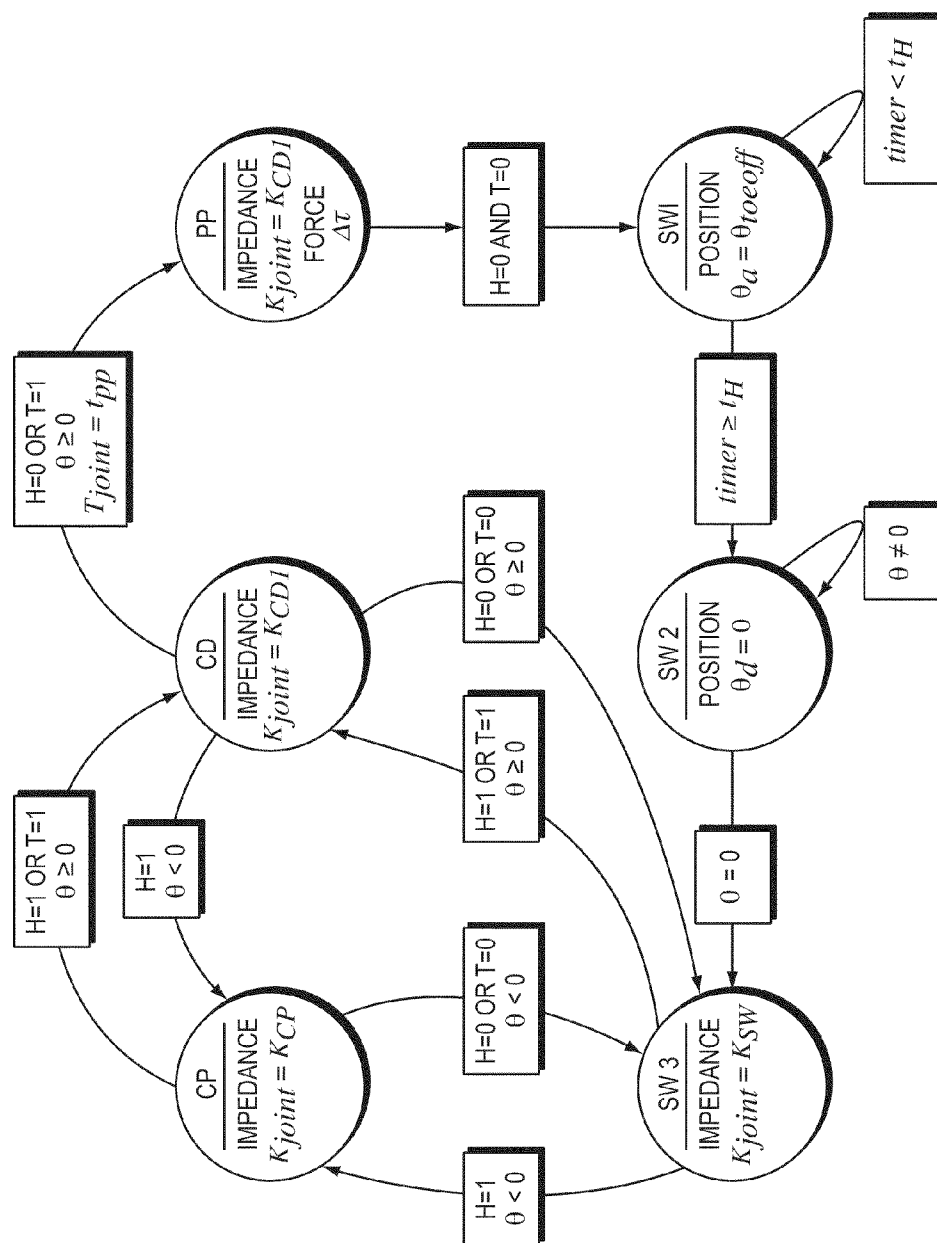 H=1 OR T=1
θ ≥ 0
H=0 OR T=1
θ ≥ 0
Tjoint = tpp
H=1
θ < 0
CP
IMPEDANCE
Kjoint = KCP
CD
IMPEDANCE
Kjoint = KCD1
PP
IMPEDANCE
Kjoint = KCD1
FORCE
Δτ
H=1
θ < 0
H=0 OR T=0
θ < 0
H=1 OR T=1
θ ≥ 0
H=0 OR T=0
θ ≥ 0
H=0 AND T=0
SW 3
IMPEDANCE
Kjoint = KSW
0 = 0
SW 2
POSITION
θd = 0
timer ≥ tH
SW1
POSITION
θa = θtoeoff
θ ≠ 0
timer < tH